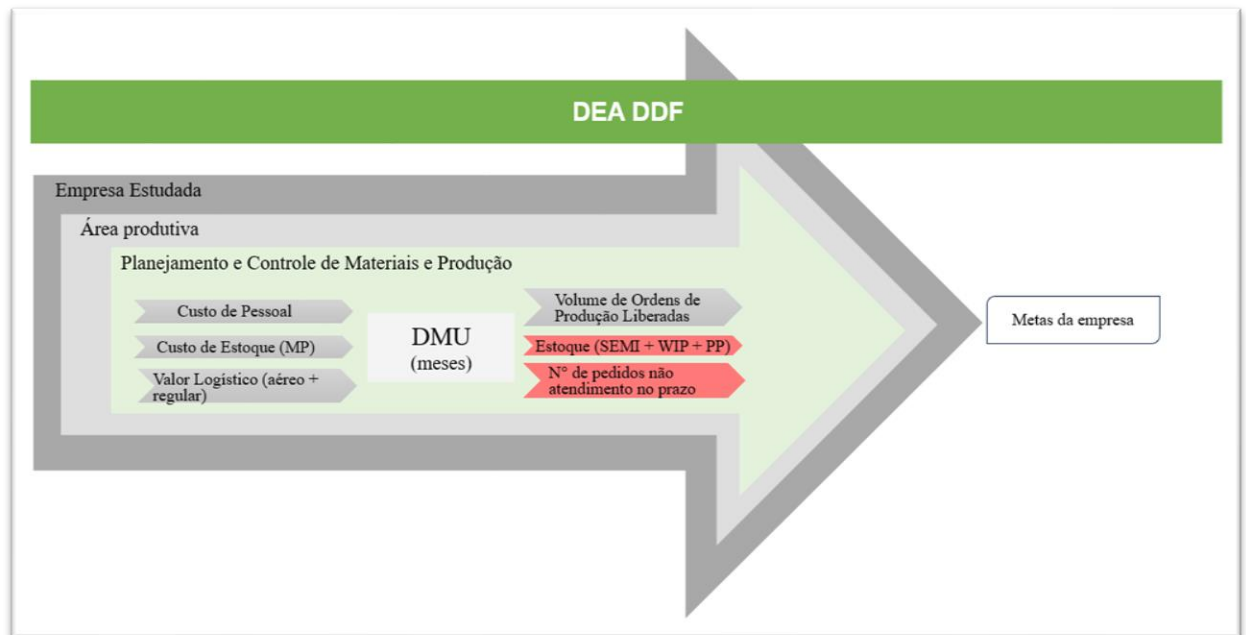 DEA DDF
Empresa Estudada
Área produtiva
Planejamento e Controle de Materiais e Produção
Custo de Pessoal
Custo de Estoque (MP)
Valor Logístico (aéreo +
regular)
DMU
(meses)
Volume de Ordens de
Produção Liberadas
Estoque (SEMI + WIP + PP)
N° de pedidos não
atendimento no prazo
Metas da empresa